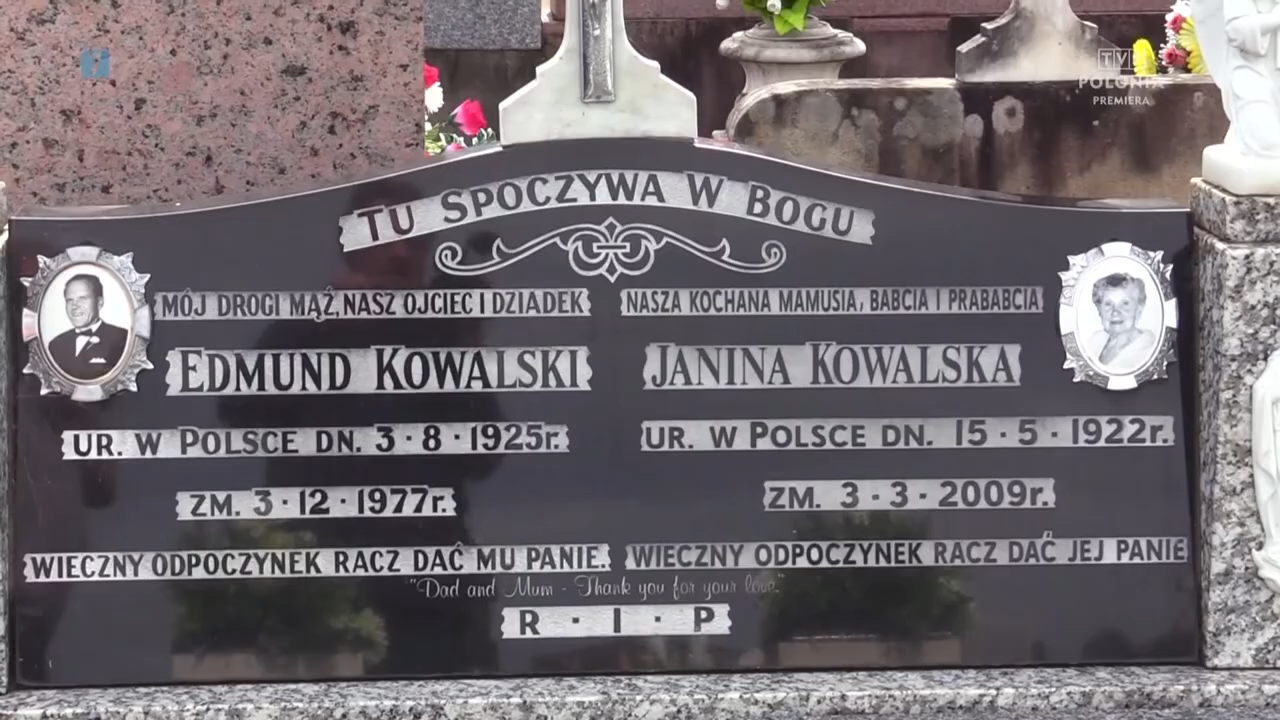 TVP
POLONIA
PREMIERA
TU SPOCZYWA W BOGU
MÓJ DROGI MĄŻ, NASZ OJCIEC I DZIADEK
EDMUND KOWALSKI
UR. W POLSCE DN. 3·8·1925r.
ZM. 3·12·1977r.
WIECZNY ODPOCZYNEK RACZ DAĆ MU PANIE.
NASZA KOCHANA MAMUSIA, BABCIA I PRABABCIA
JANINA KOWALSKA
UR. W POLSCE DN. 15·5·1922r.
ZM. 3·3·2009r.
WIECZNY ODPOCZYNEK RACZ DAĆ JEJ PANIE
"Dad and Mum - Thank you for your love"
R·I·P